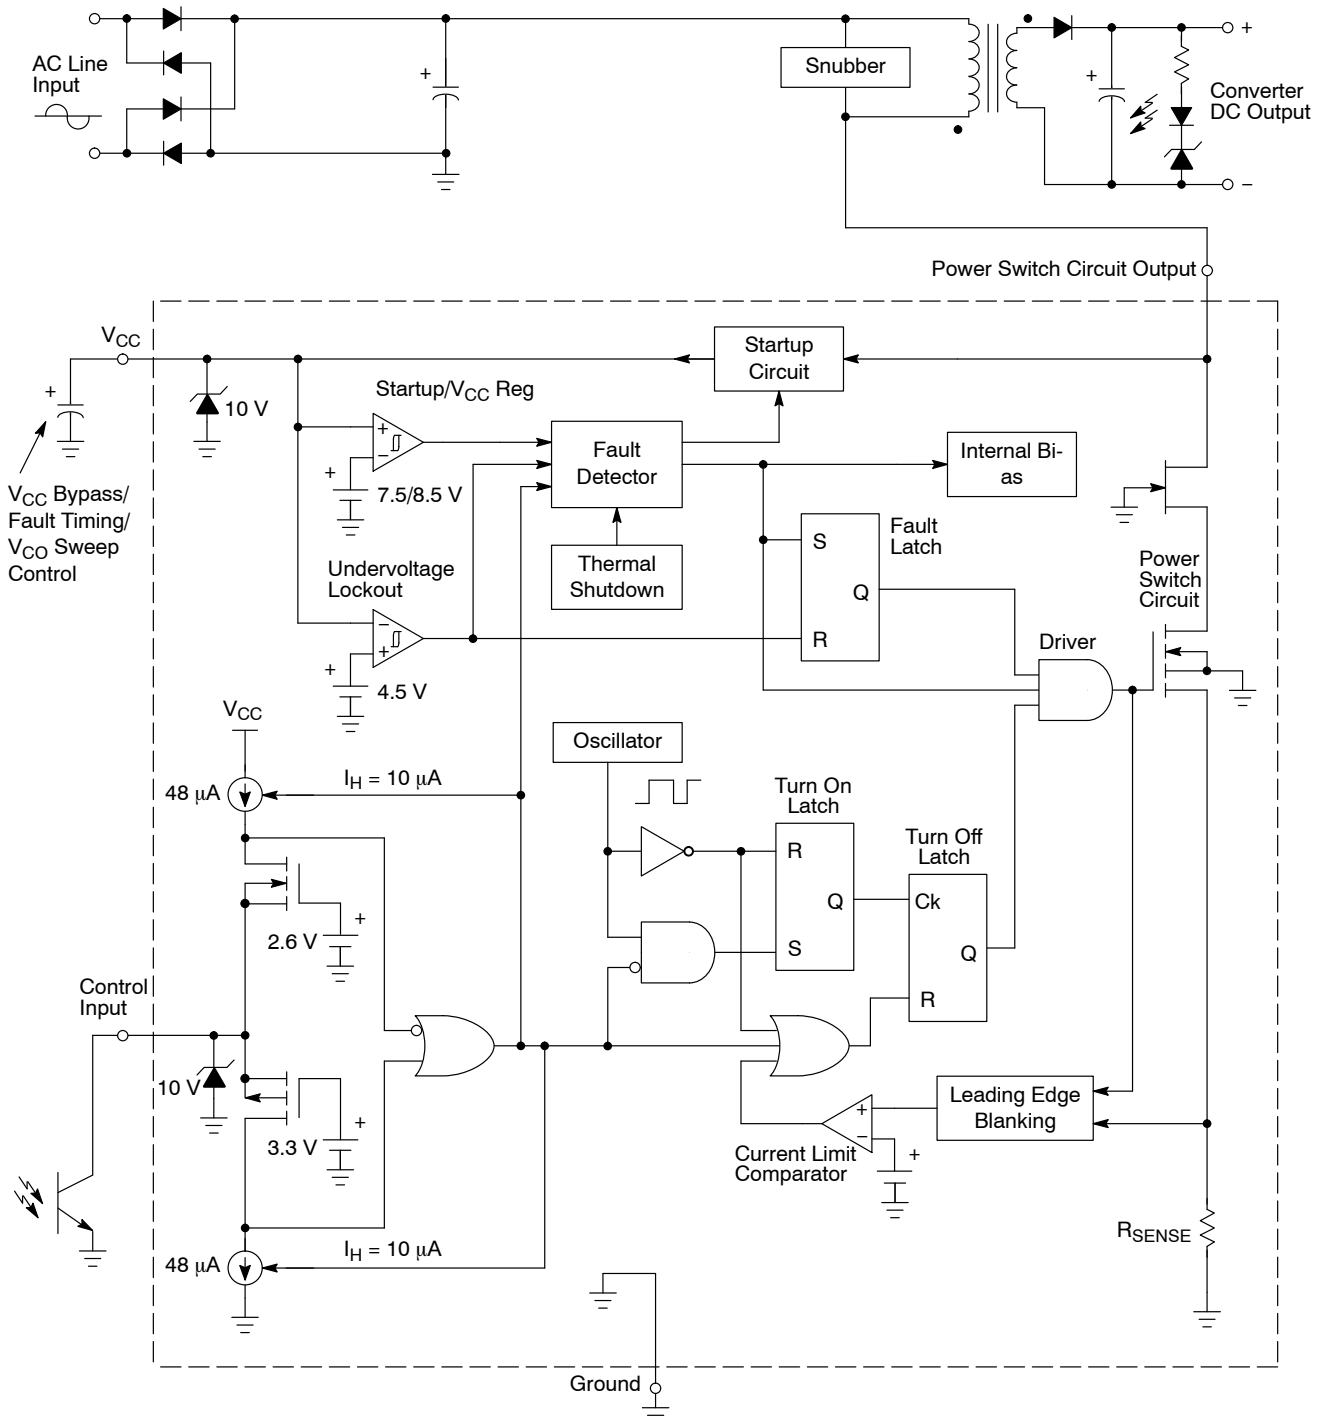 AC Line
Input
+
Snubber
+
+
Converter
DC Output
−
Power Switch Circuit Output
VCC
Startup
Circuit
+
10 V
Startup/VCC Reg
+
−
+
7.5/8.5 V
Fault
Detector
Internal Bi-
as
VCC Bypass/
Fault Timing/
VCO Sweep
Control
Fault
Latch
S
Q
R
Thermal
Shutdown
Undervoltage
Lockout
−
+
+
4.5 V
Power
Switch
Circuit
Driver
VCC
Oscillator
48 μA
IH = 10 μA
Turn On
Latch
R
Q
S
Turn Off
Latch
Ck
Q
R
+
2.6 V
Control
Input
10 V
+
3.3 V
Leading Edge
Blanking
+
−
+
Current Limit
Comparator
RSENSE
48 μA
IH = 10 μA
Ground